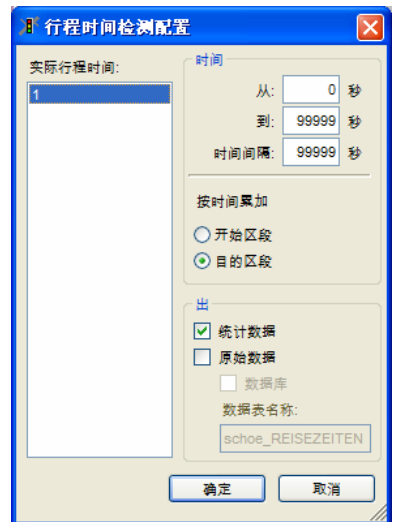 行程时间检测配置
实际行程时间:
1
时间
从: 0 秒
到: 99999 秒
时间间隔: 99999 秒
按时间累加
开始区段
目的区段
出
统计数据
原始数据
数据库
数据表名称:
schoe_REISEZEITEN
确定 取消